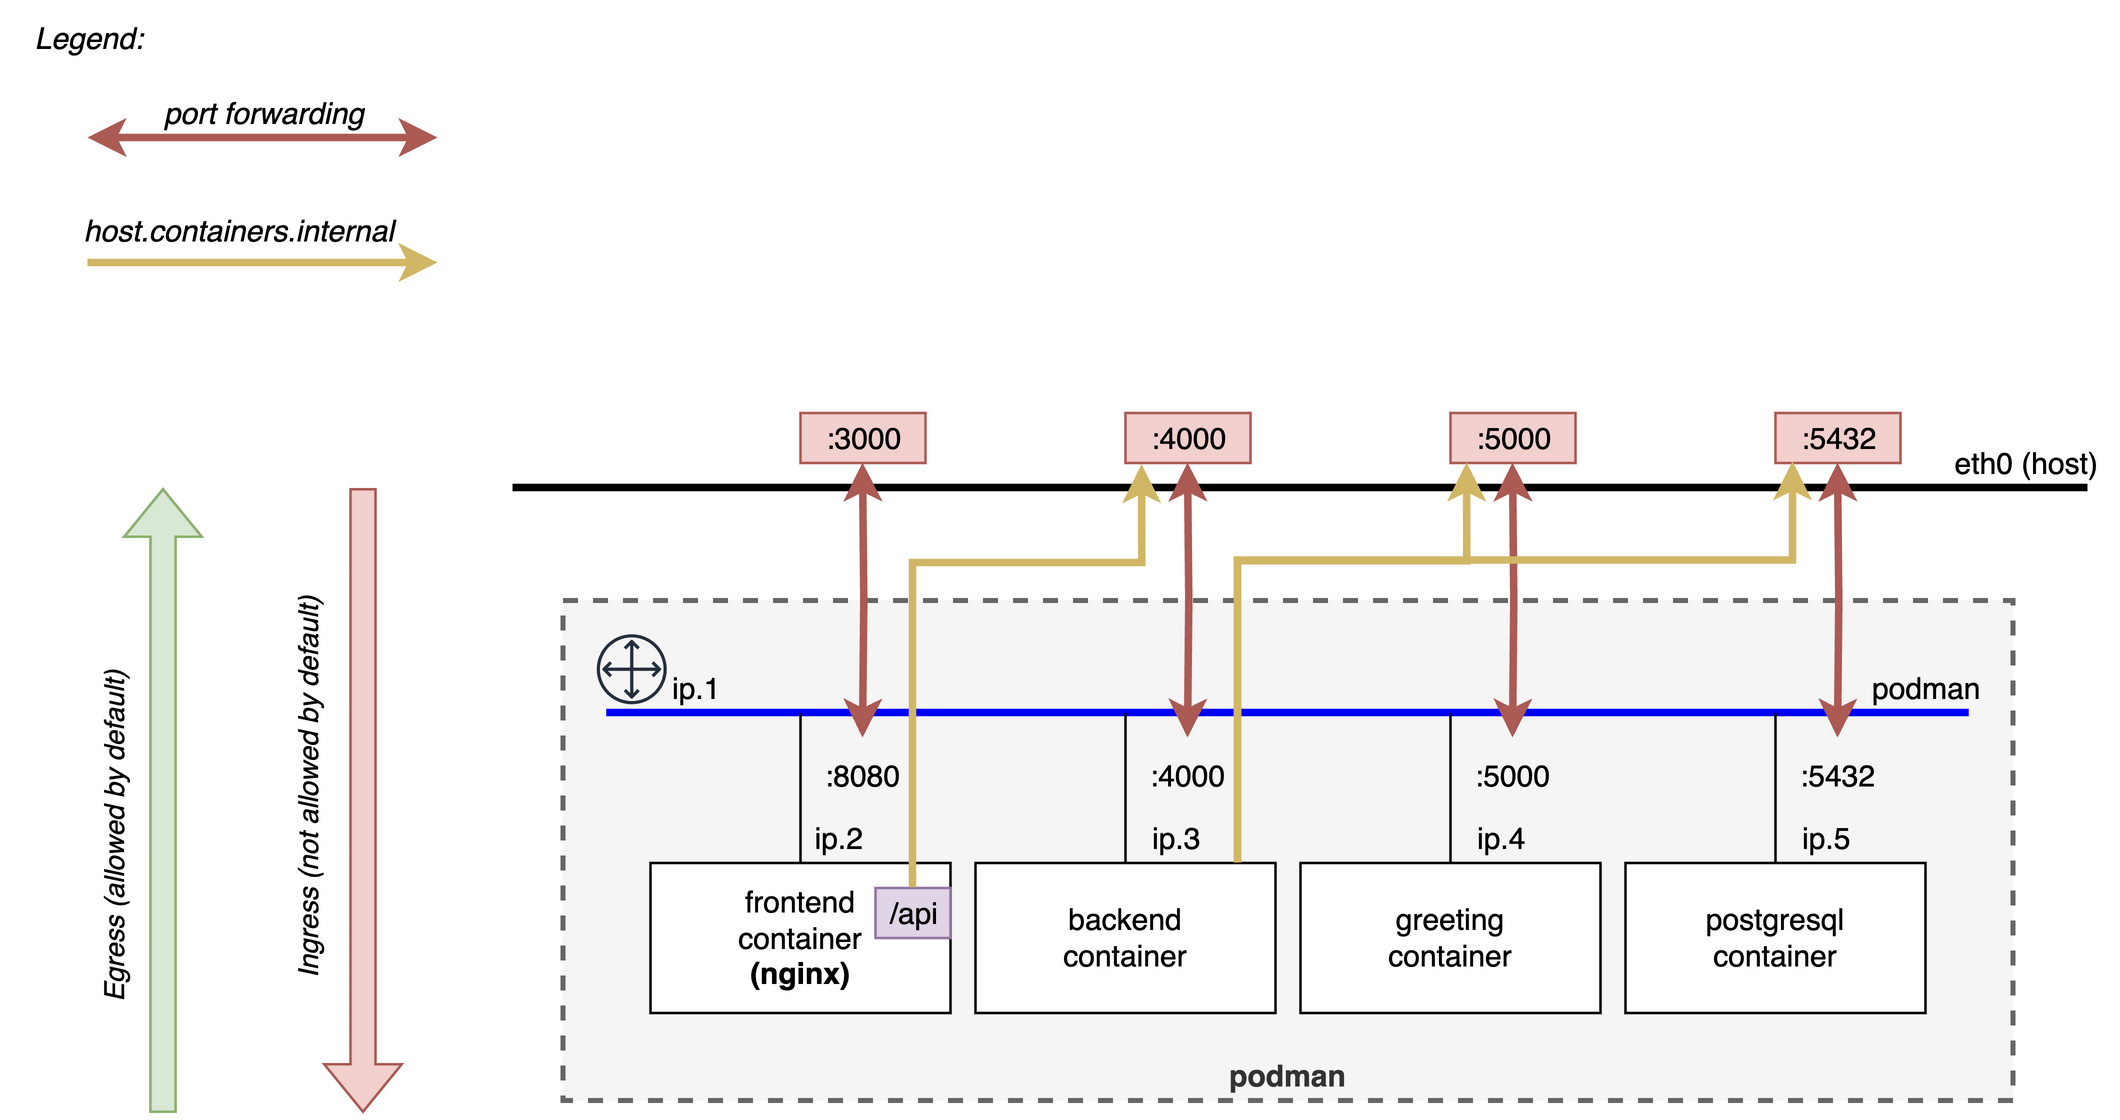 Legend:
port forwarding
host.containers.internal
:3000
:4000
:5000
:5432
eth0 (host)
Egress (allowed by default)
Ingress (not allowed by default)
ip.1
podman
:8080
:4000
:5000
:5432
ip.2
ip.3
ip.4
ip.5
frontend
container
(nginx)
/api
backend
container
greeting
container
postgresql
container
podman